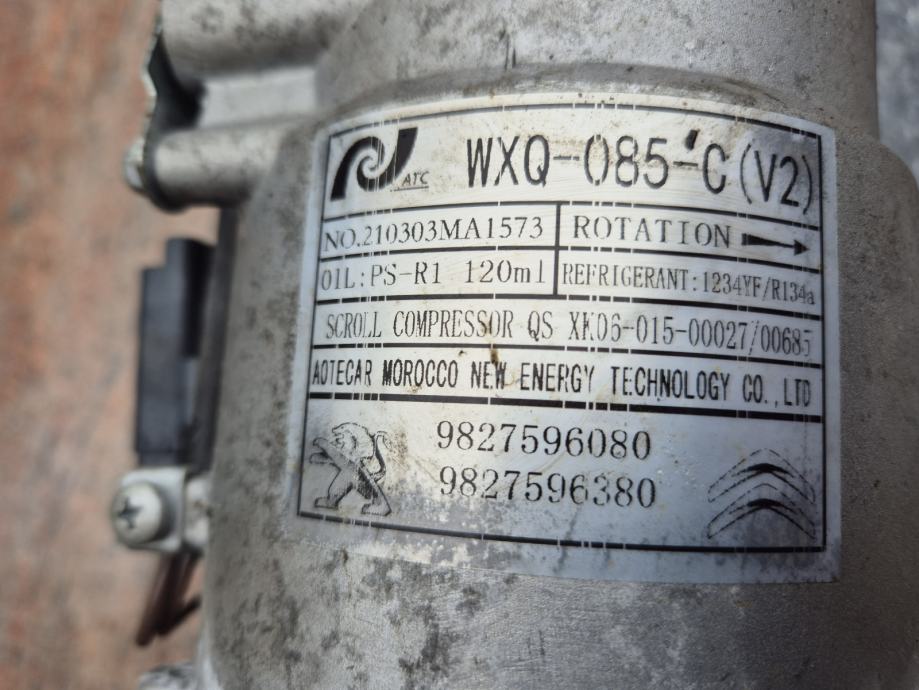 ATC
WXQ-085-C(V2)
NO.210303MA1573
ROTATION
OIL:PS-R1 120ml
REFRIGERANT:1234YF/R134a
SCROLL COMPRESSOR QS XK06-015-00027/00685
AOTECAR MOROCCO NEW ENERGY TECHNOLOGY CO.,LTD
9827596080
9827596380